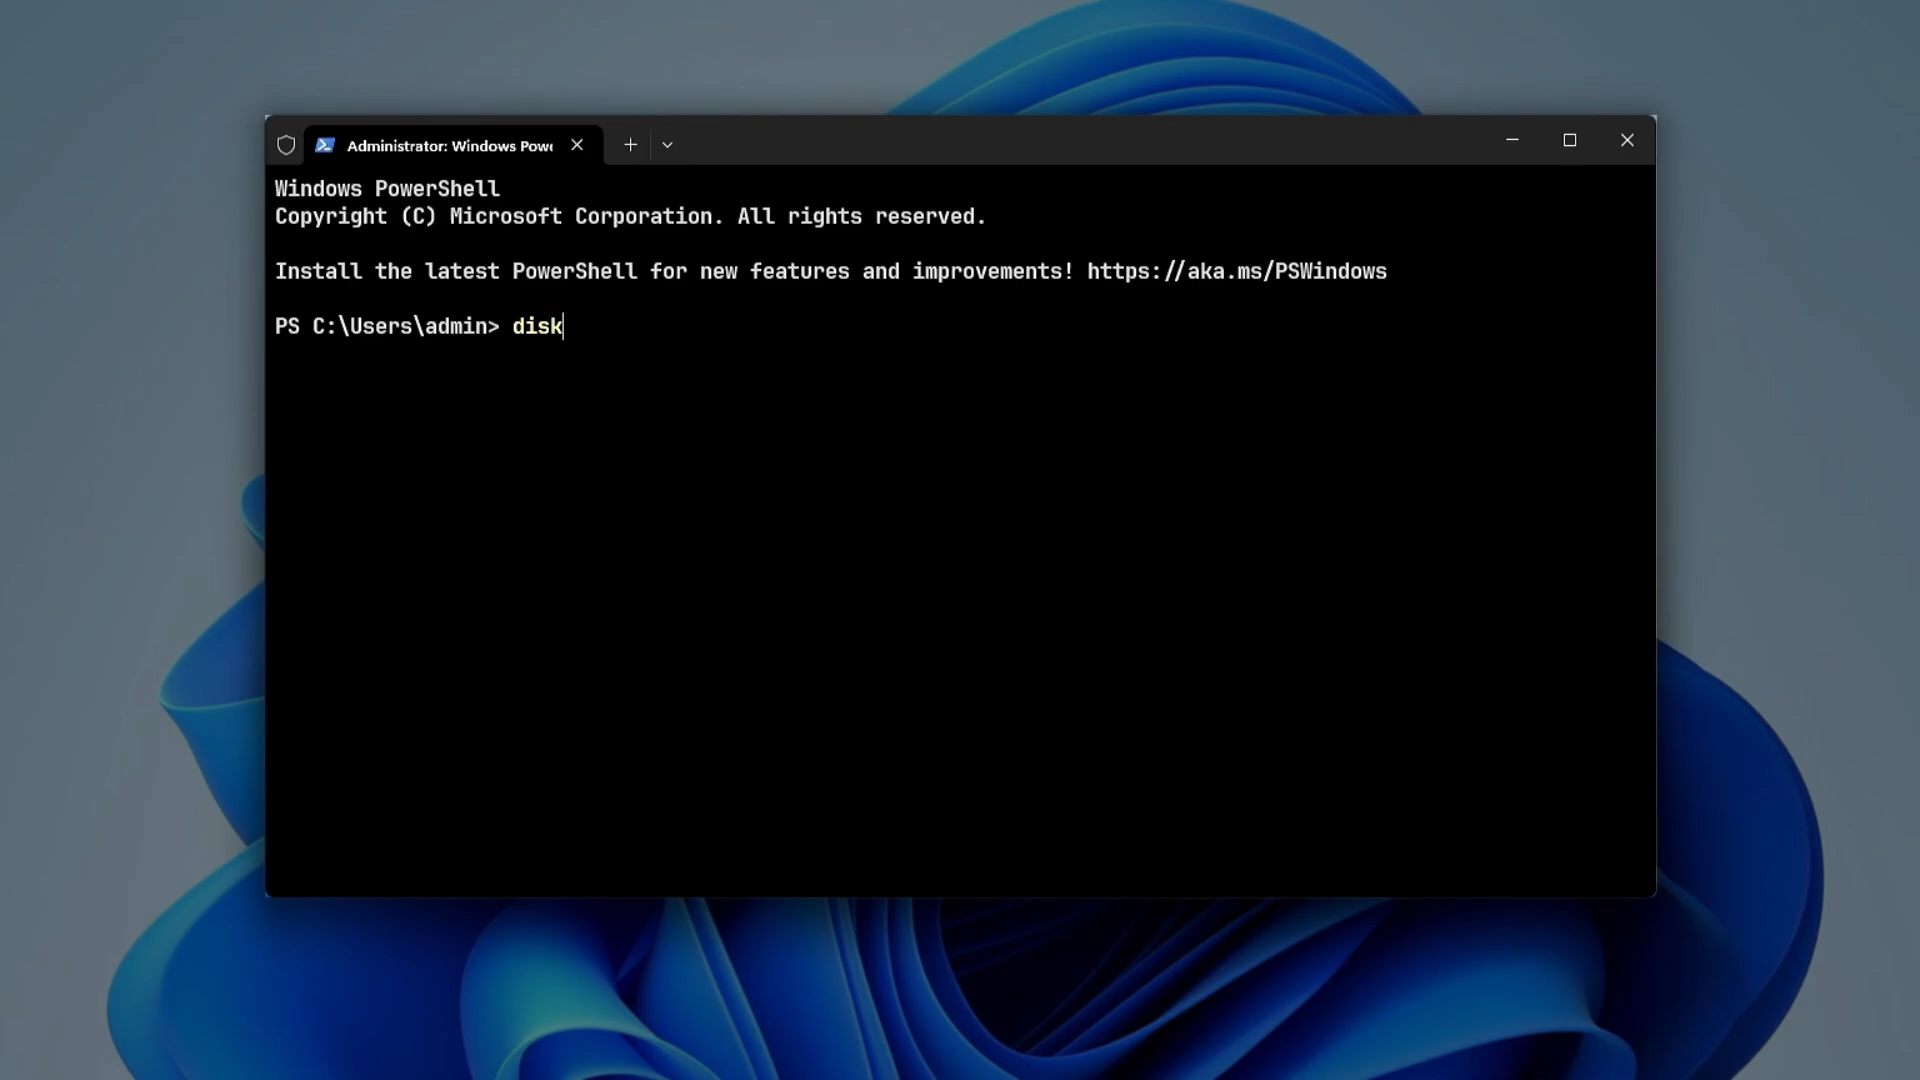 Administrator: Windows Powe
Windows PowerShell
Copyright (C) Microsoft Corporation. All rights reserved.
Install the latest PowerShell for new features and improvements! https://aka.ms/PSWindows
PS C:\Users\admin> disk